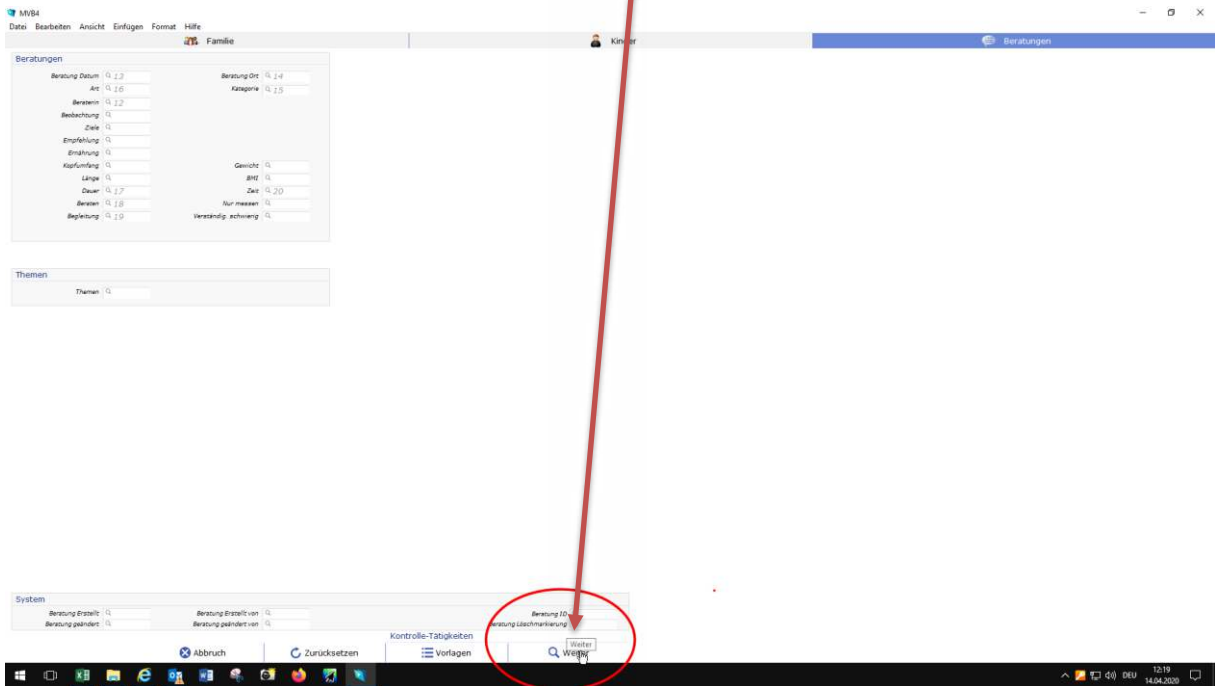 MVB4
Datei Bearbeiten Ansicht Einfügen Format Hilfe
Familie Kinder Beratungen
Beratungen
Beratung Datum 13 Beratung Ort 14
Art 16 Kategorie 15
Beraterin 12
Beobachtung
Ziele
Empfehlung
Ernährung
Kopfumfang Gewicht
Länge BMI
Dauer 17 Zeit 20
Beraten 18 Nur messen
Begleitung 19 Verständig. schwierig
Themen
Themen
System
Beratung Erstellt Beratung Erstellt von Beratung ID
Beratung geändert Beratung geändert von Beratung Löschmarkierung
Kontrolle-Tätigkeiten
Weiter
Abbruch Zurücksetzen Vorlagen Weiter
DEU 12:19
14.04.2020